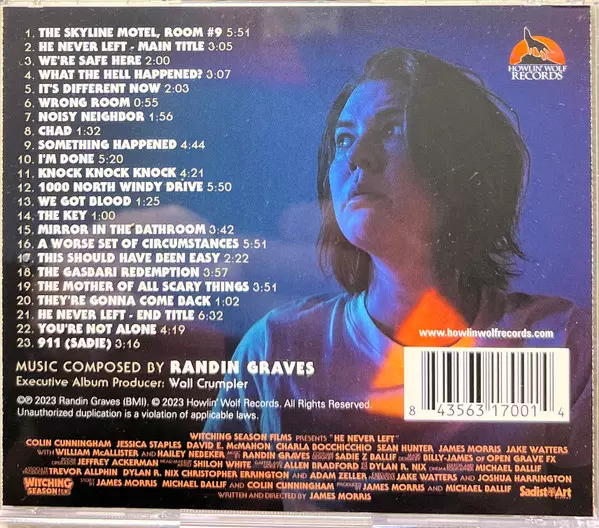 1. THE SKYLINE MOTEL, ROOM #9 5:51
2. HE NEVER LEFT - MAIN TITLE 3:05
3. WE'RE SAFE HERE 2:00
4. WHAT THE HELL HAPPENED? 3:07
5. IT'S DIFFERENT NOW 2:03
6. WRONG ROOM 0:55
7. NOISY NEIGHBOR 1:56
8. CHAD 1:32
9. SOMETHING HAPPENED 4:44
10. I'M DONE 5:20
11. KNOCK KNOCK KNOCK 4:21
12. 1000 NORTH WINDY DRIVE 5:50
13. WE GOT BLOOD 1:25
14. THE KEY 1:00
15. MIRROR IN THE BATHROOM 3:42
16. A WORSE SET OF CIRCUMSTANCES 5:51
17. THIS SHOULD HAVE BEEN EASY 2:22
18. THE GASBARI REDEMPTION 3:57
19. THE MOTHER OF ALL SCARY THINGS 3:51
20. THEY'RE GONNA COME BACK 1:02
21. HE NEVER LEFT - END TITLE 6:32
22. YOU'RE NOT ALONE 4:19
23. 911 (SADIE) 3:16
HOWLIN' WOLF
RECORDS
MUSIC COMPOSED BY RANDIN GRAVES
Executive Album Producer: Wall Crumpler
©℗ 2023 Randin Graves (BMI). © 2023 Howlin' Wolf Records. All Rights Reserved.
Unauthorized duplication is a violation of applicable laws.
www.howlinwolfrecords.com
8 43563 17001 4
WITCHING SEASON FILMS PRESENTS "HE NEVER LEFT"
COLIN CUNNINGHAM JESSICA STAPLES DAVID E. McMAHON CHARLA BOCCHICCHIO SEAN HUNTER JAMES MORRIS JAKE WATTERS
WITH WILLIAM McALLISTER AND HAILEY NEBEKER MUSIC BY RANDIN GRAVES SADIE Z BALLIF BILLY-JAMES OF OPEN GRAVE FX
JEFFREY ACKERMAN SHILOH WHITE ALLEN BRADFORD DYLAN R. NIX MICHAEL BALLIF
TREVOR ALLPHIN DYLAN R. NIX CHRISTOPHER ERRINGTON AND ADAM ZELLER JAKE WATTERS AND JOSHUA HARRINGTON
STORY BY JAMES MORRIS MICHAEL BALLIF AND COLIN CUNNINGHAM PRODUCED BY JAMES MORRIS AND MICHAEL BALLIF
WRITTEN AND DIRECTED BY JAMES MORRIS
WITCHING
SEASON FILMS
SadistArt